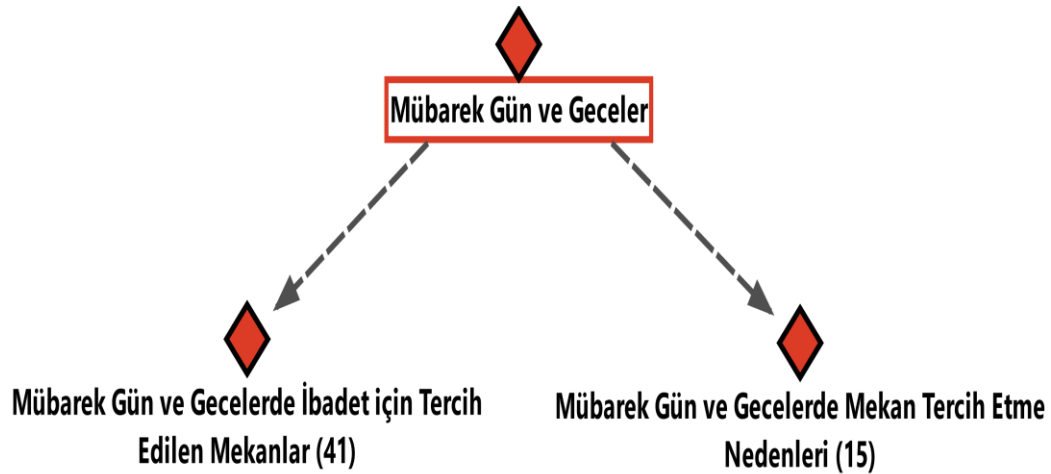 Mübarek Gün ve Geceler
Mübarek Gün ve Gecelerde İbadet için Tercih
Edilen Mekanlar (41)
Mübarek Gün ve Gecelerde Mekan Tercih Etme
Nedenleri (15)